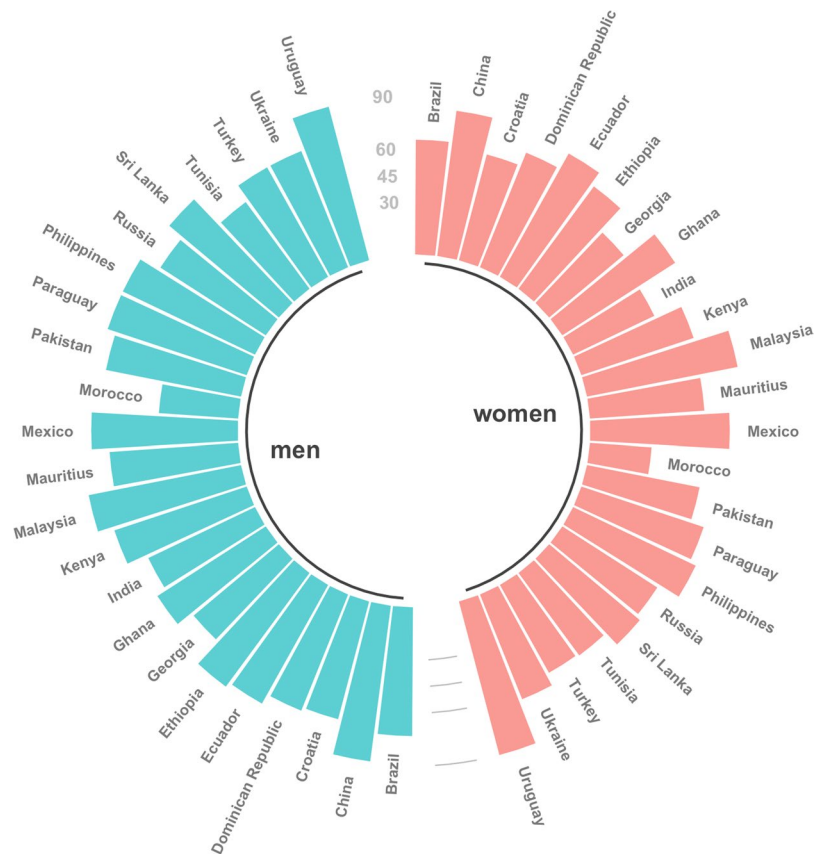 90
60
45
30
Brazil
China
Croatia
Dominican Republic
Ecuador
Ethiopia
Georgia
Ghana
India
Kenya
Malaysia
Mauritius
Mexico
Morocco
Pakistan
Paraguay
Philippines
Russia
Sri Lanka
Tunisia
Turkey
Ukraine
Uruguay
women
men
Brazil
China
Croatia
Dominican Republic
Ecuador
Ethiopia
Georgia
Ghana
India
Kenya
Malaysia
Mauritius
Mexico
Morocco
Pakistan
Paraguay
Philippines
Russia
Sri Lanka
Tunisia
Turkey
Ukraine
Uruguay